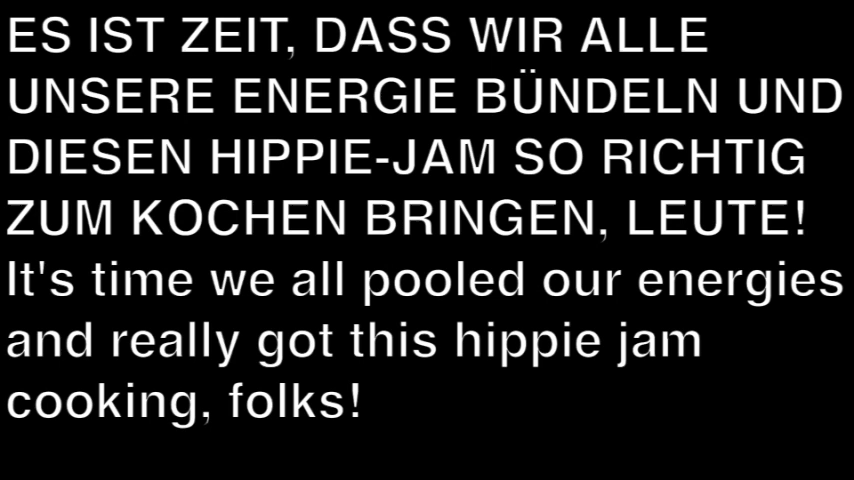 ES IST ZEIT, DASS WIR ALLE
UNSERE ENERGIE BÜNDELN UND
DIESEN HIPPIE-JAM SO RICHTIG
ZUM KOCHEN BRINGEN, LEUTE!
It's time we all pooled our energies
and really got this hippie jam
cooking, folks!